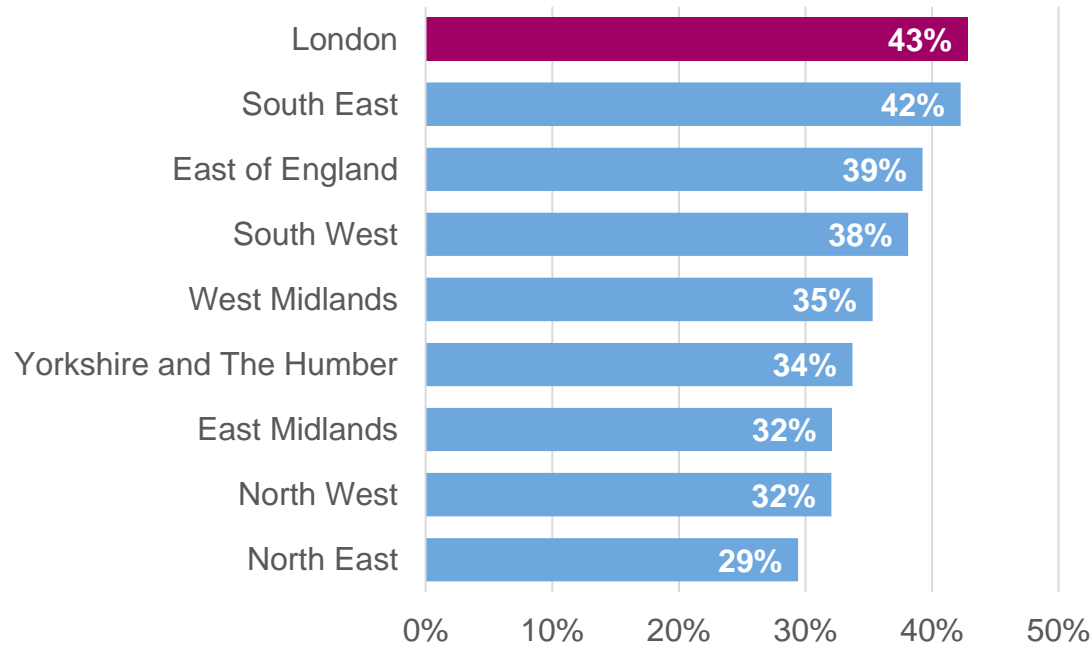 London 43%
South East 42%
East of England 39%
South West 38%
West Midlands 35%
Yorkshire and The Humber 34%
East Midlands 32%
North West 32%
North East 29%
0% 10% 20% 30% 40% 50%